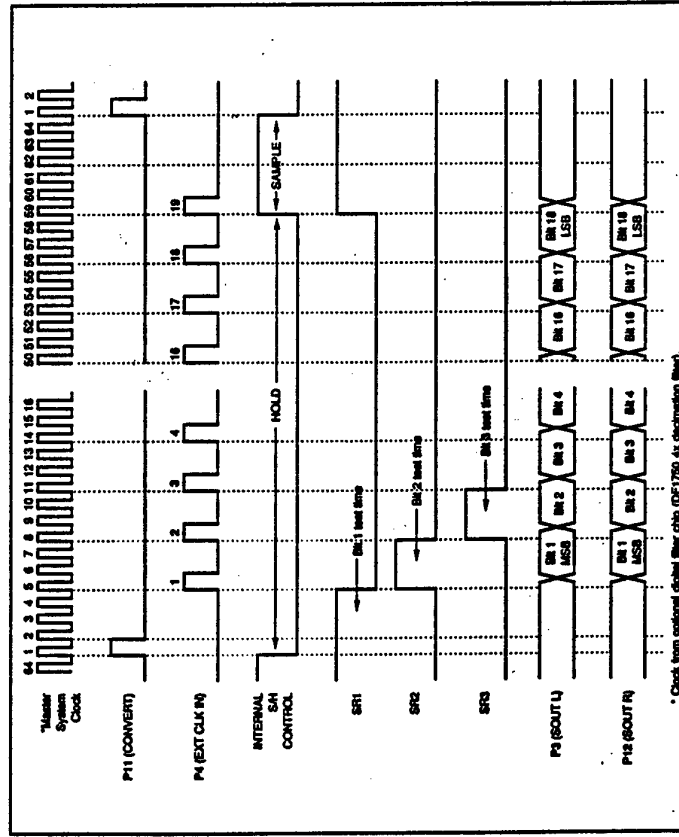 64 1 2 3 4 5 6 7 8 9 10 11 12 13 14 15 16 50 51 52 53 54 55 56 57 58 59 60 61 62 63 64 1 2
*Master
System
Clock
P11 (CONVERT)
P4 (EXT CLK IN)
1 2 3 4 16 17 18 19
INTERNAL
S/H
CONTROL
HOLD
SAMPLE
SR1
Bit 1 test time
SR2
Bit 2 test time
SR3
Bit 3 test time
P3 (SOUT L)
Bit 1
MSB
Bit 2
Bit 3
Bit 4
Bit 16
Bit 17
Bit 18
LSB
P12 (SOUT R)
Bit 1
MSB
Bit 2
Bit 3
Bit 4
Bit 16
Bit 17
Bit 18
LSB
* Clock from optional digital filter chip (DF1750 4x decimation filter).